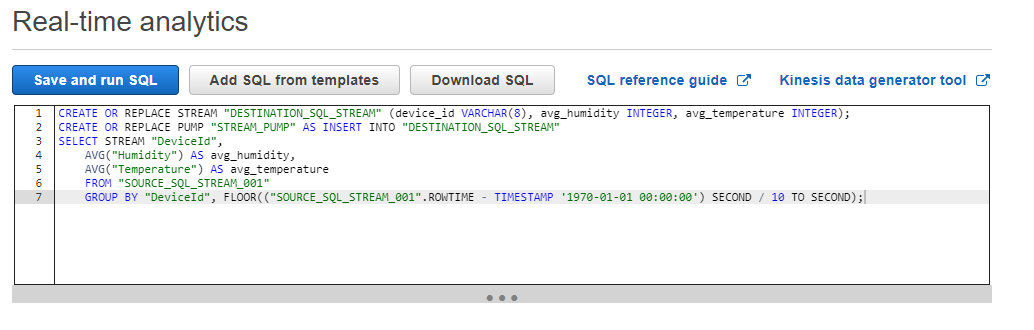 Real-time analytics
Save and run SQL
Add SQL from templates
Download SQL
SQL reference guide
Kinesis data generator tool
1 CREATE OR REPLACE STREAM "DESTINATION_SQL_STREAM" (device_id VARCHAR(8), avg_humidity INTEGER, avg_temperature INTEGER);
2 CREATE OR REPLACE PUMP "STREAM_PUMP" AS INSERT INTO "DESTINATION_SQL_STREAM"
3 SELECT STREAM "DeviceId",
4     AVG("Humidity") AS avg_humidity,
5     AVG("Temperature") AS avg_temperature
6     FROM "SOURCE_SQL_STREAM_001"
7     GROUP BY "DeviceId", FLOOR(("SOURCE_SQL_STREAM_001".ROWTIME - TIMESTAMP '1970-01-01 00:00:00') SECOND / 10 TO SECOND);